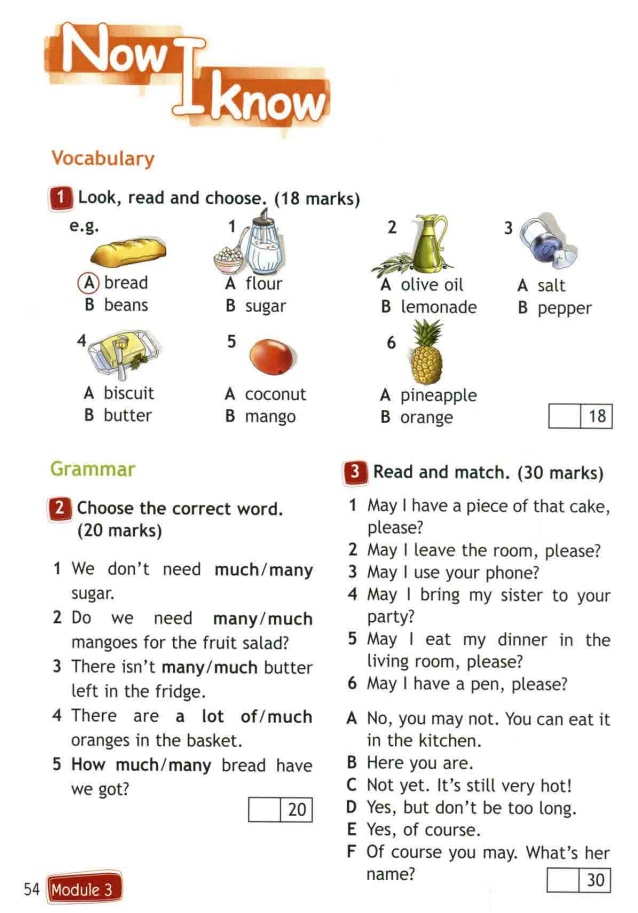 Now
I know
Vocabulary
1 Look, read and choose. (18 marks)
e.g.
A bread
B beans
1
A flour
B sugar
2
A olive oil
B lemonade
3
A salt
B pepper
4
A biscuit
B butter
5
A coconut
B mango
6
A pineapple
B orange
18
Grammar
2 Choose the correct word.
(20 marks)
1 We don't need much/many
sugar.
2 Do we need many/much
mangoes for the fruit salad?
3 There isn't many/much butter
left in the fridge.
4 There are a lot of/much
oranges in the basket.
5 How much/many bread have
we got?
20
3 Read and match. (30 marks)
1 May I have a piece of that cake,
please?
2 May I leave the room, please?
3 May I use your phone?
4 May I bring my sister to your
party?
5 May I eat my dinner in the
living room, please?
6 May I have a pen, please?
A No, you may not. You can eat it
in the kitchen.
B Here you are.
C Not yet. It's still very hot!
D Yes, but don't be too long.
E Yes, of course.
F Of course you may. What's her
name?
30
54 Module 3